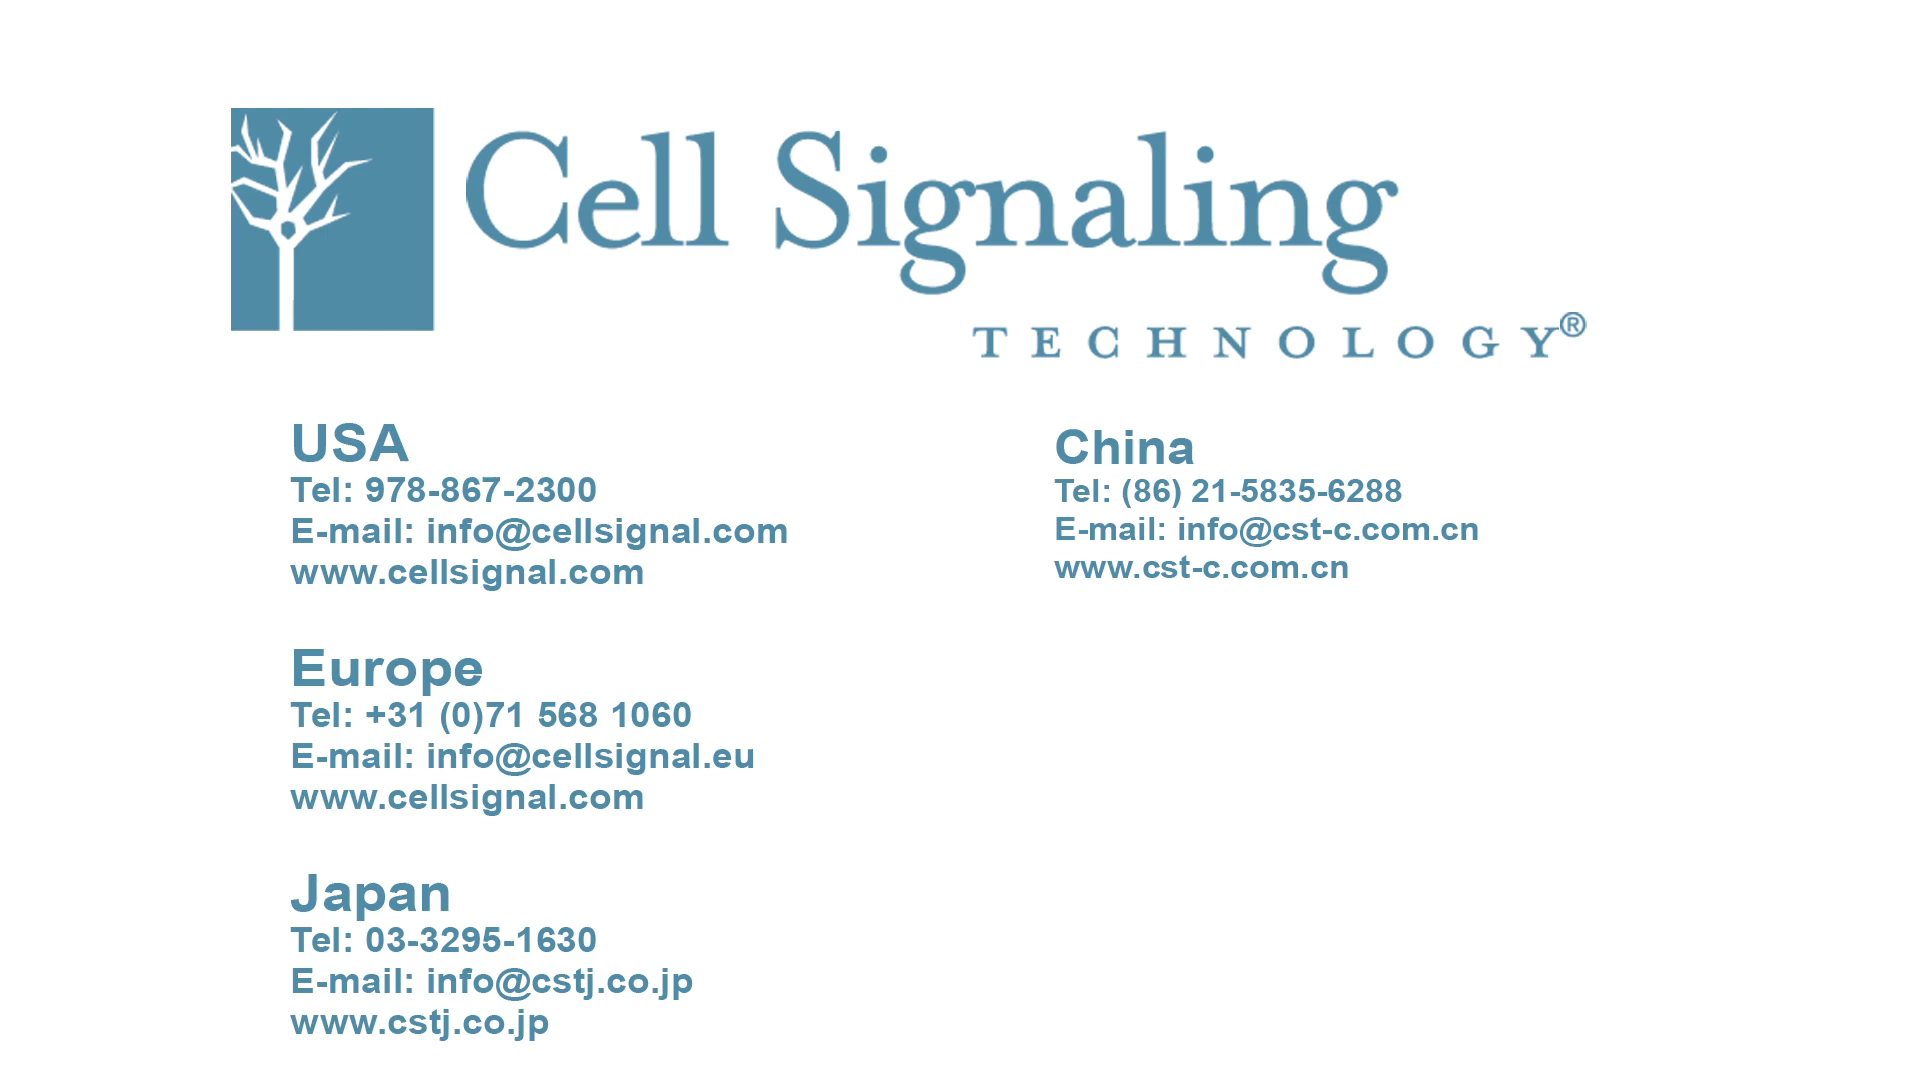 Cell Signaling
TECHNOLOGY®
USA
Tel: 978-867-2300
E-mail: info@cellsignal.com
www.cellsignal.com
Europe
Tel: +31 (0)71 568 1060
E-mail: info@cellsignal.eu
www.cellsignal.com
Japan
Tel: 03-3295-1630
E-mail: info@cstj.co.jp
www.cstj.co.jp
China
Tel: (86) 21-5835-6288
E-mail: info@cst-c.com.cn
www.cst-c.com.cn